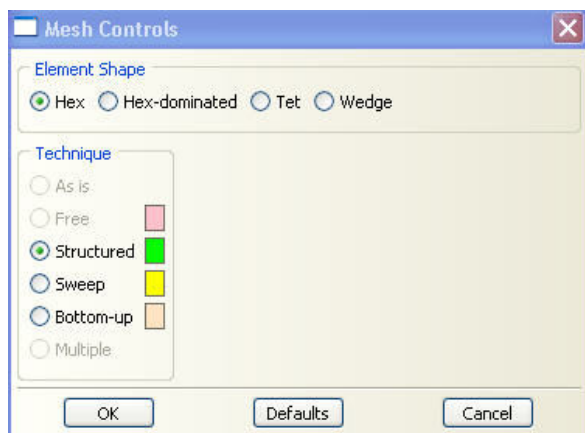 Mesh Controls
Element Shape
Hex Hex-dominated Tet Wedge
Technique
As is
Free
Structured
Sweep
Bottom-up
Multiple
OK Defaults Cancel